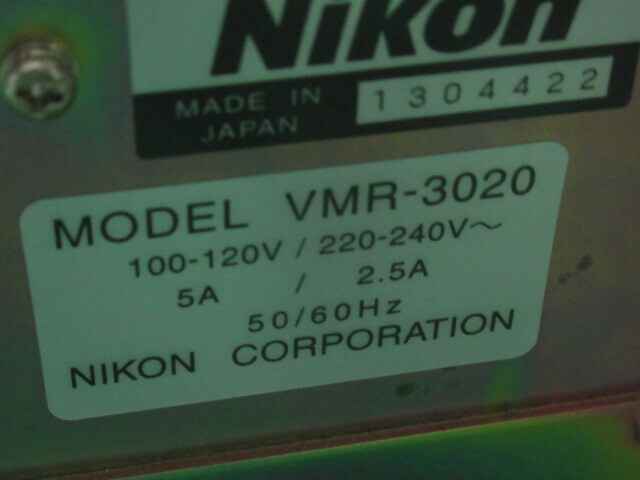 Nikon
MADE IN
JAPAN
1304422
MODEL VMR-3020
100-120V / 220-240V～
5A / 2.5A
50/60Hz
NIKON CORPORATION